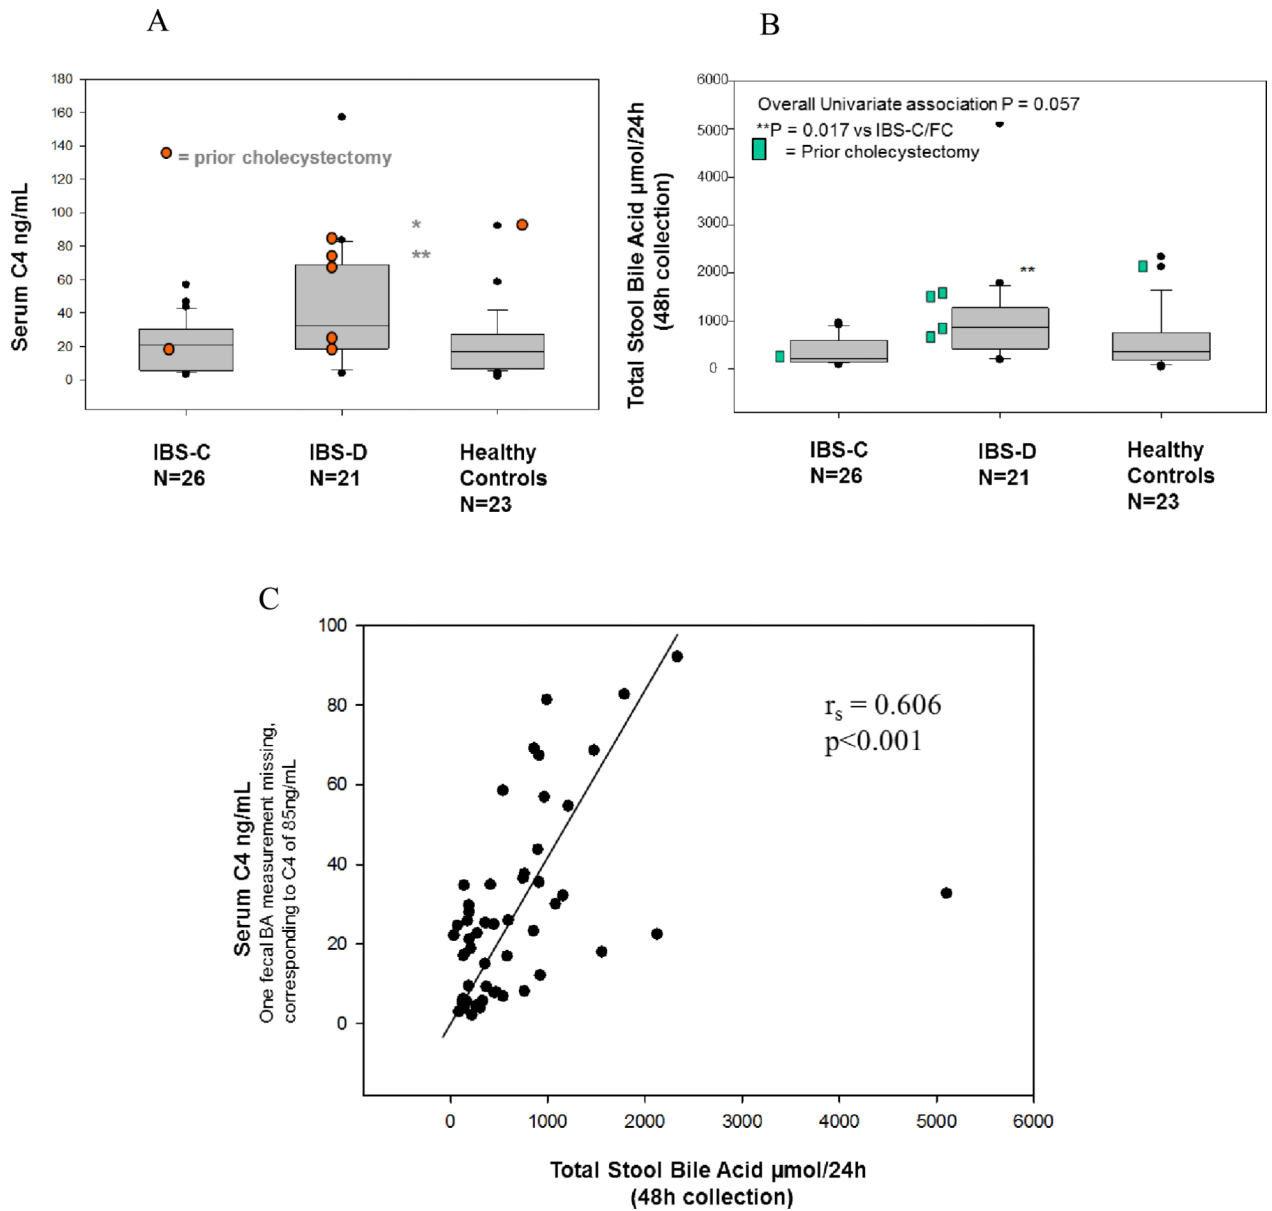 A
180
160
140
120
100
80
60
40
20
0
Serum C4 ng/mL
= prior cholecystectomy
*
**
IBS-C
N=26
IBS-D
N=21
Healthy
Controls
N=23
B
6000
5000
4000
3000
2000
1000
0
Total Stool Bile Acid µmol/24h
(48h collection)
Overall Univariate association P = 0.057
**P = 0.017 vs IBS-C/FC
= Prior cholecystectomy
**
IBS-C
N=26
IBS-D
N=21
Healthy
Controls
N=23
C
100
80
60
40
20
0
Serum C4 ng/mL
One fecal BA measurement missing,
corresponding to C4 of 85ng/mL
rs = 0.606
p<0.001
0 1000 2000 3000 4000 5000 6000
Total Stool Bile Acid µmol/24h
(48h collection)